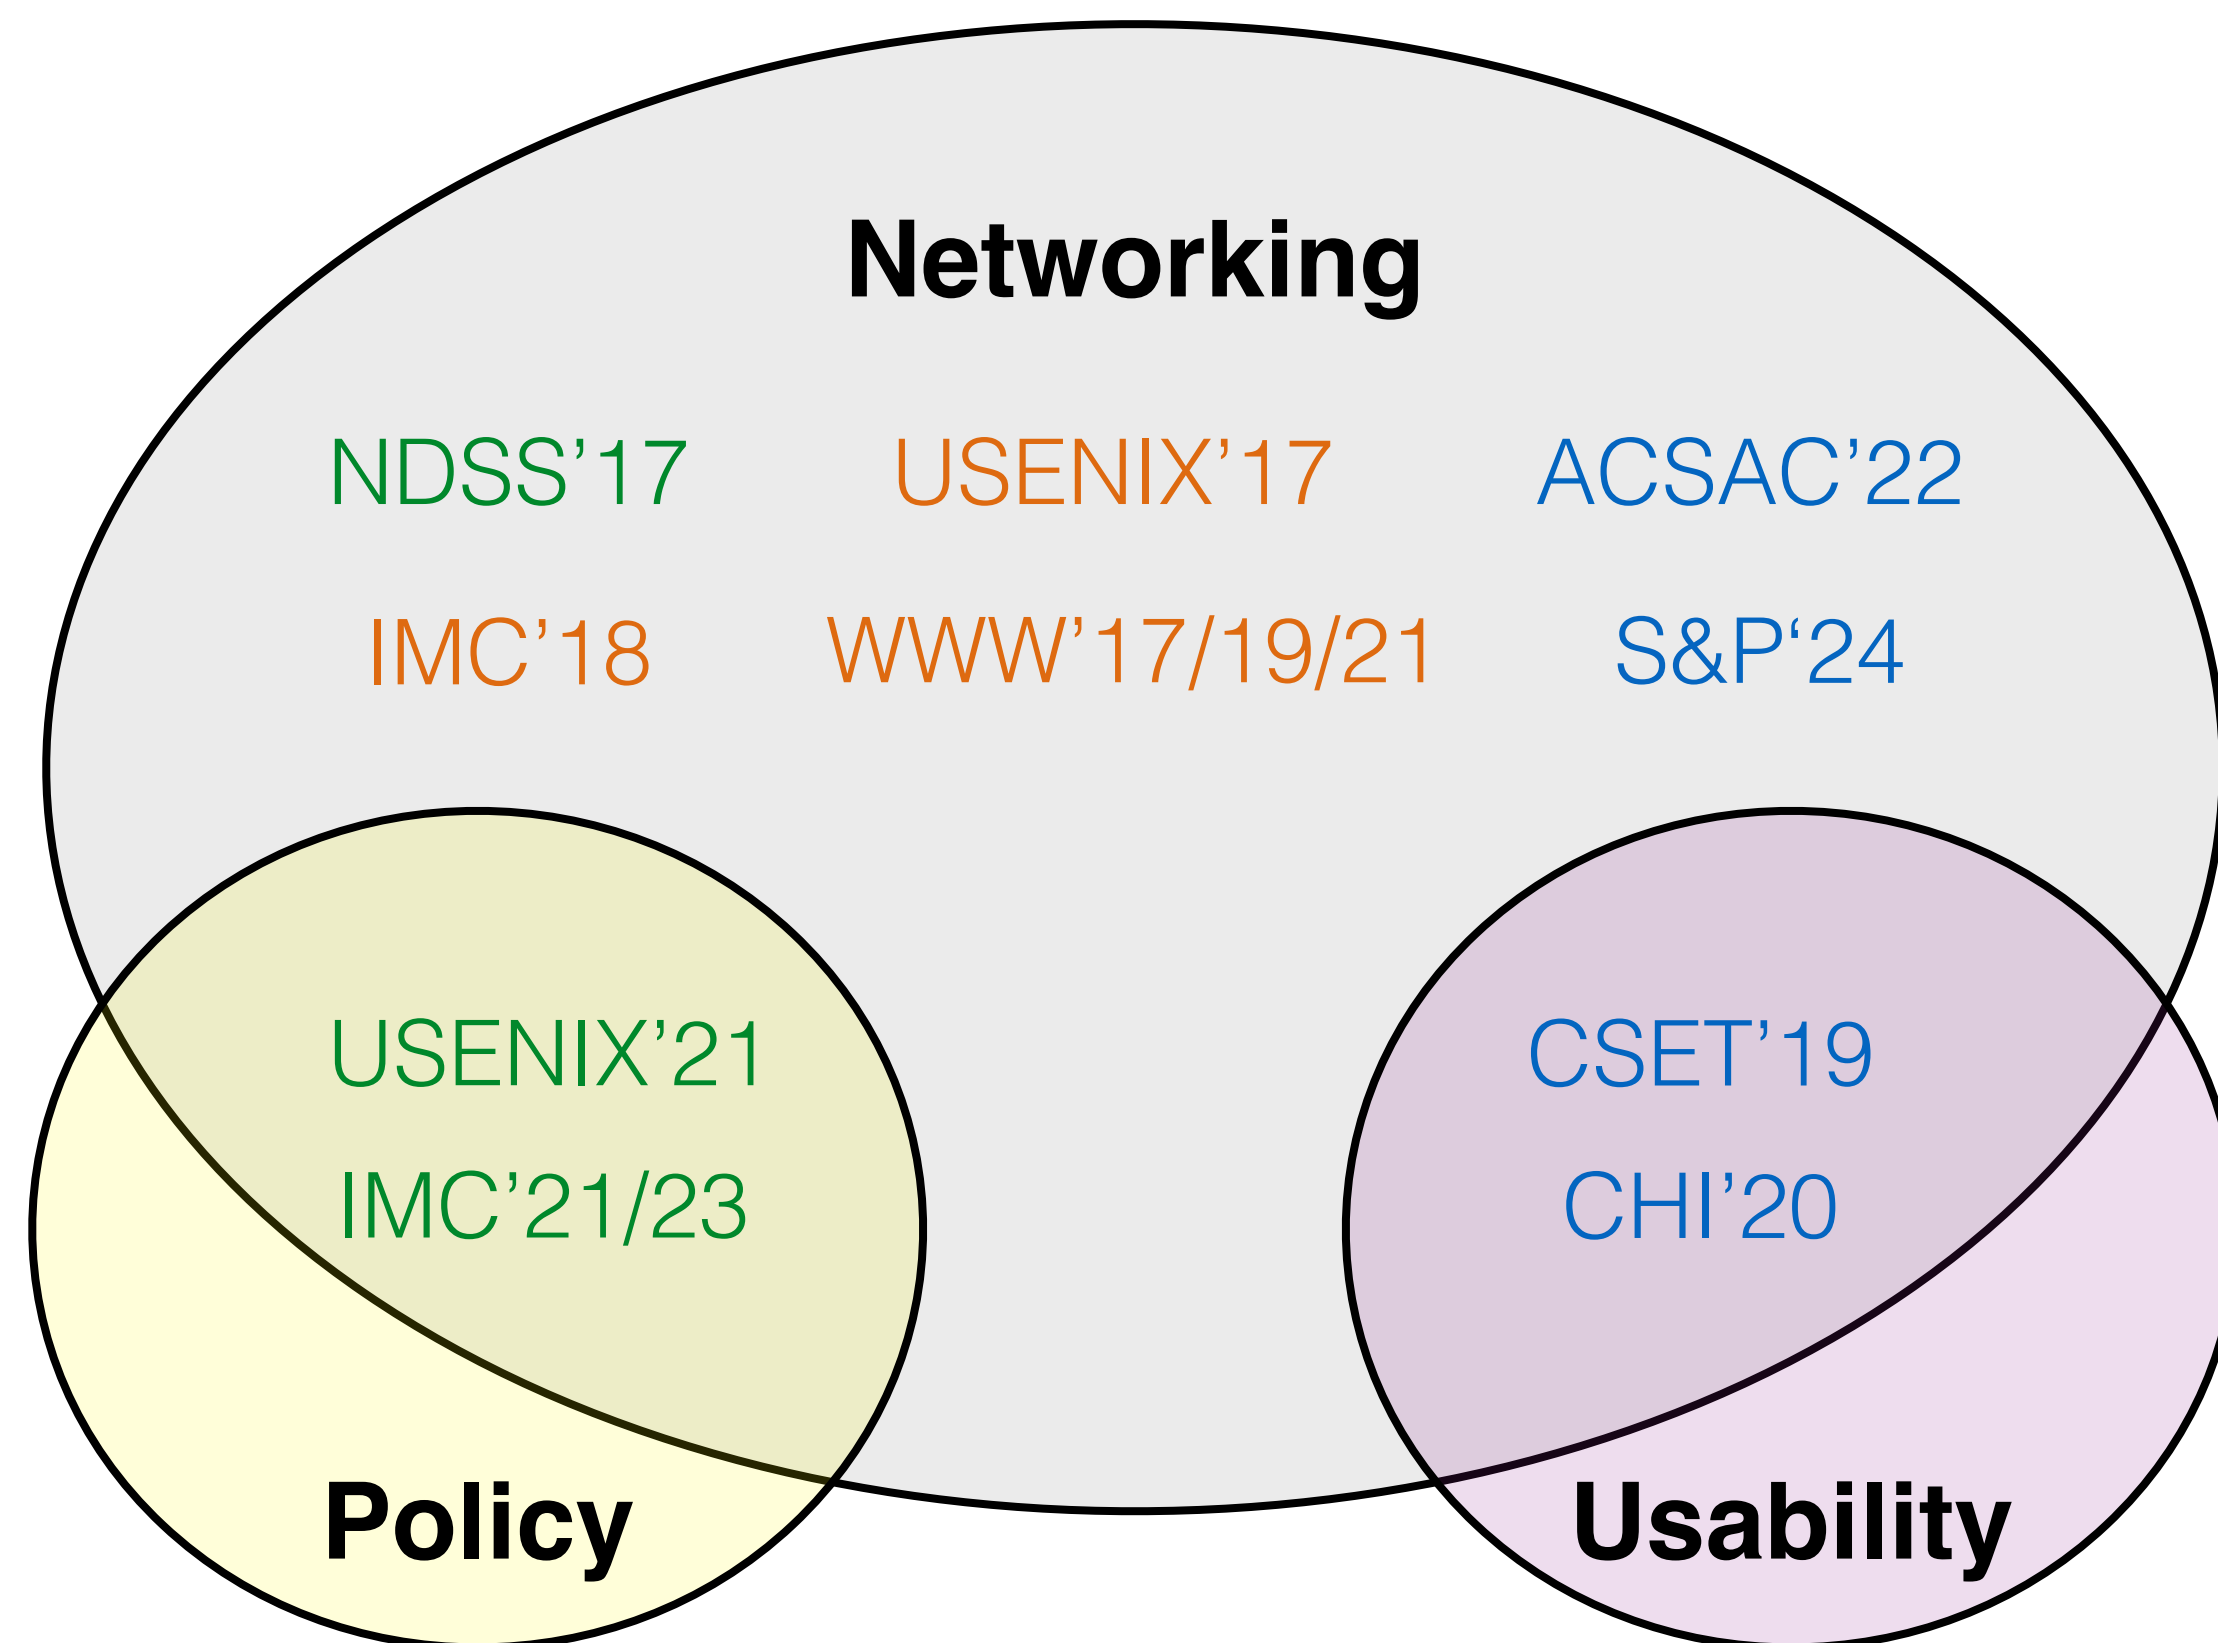 Networking
NDSS’17 USENIX’17 ACSAC’22
IMC’18 WWW’17/19/21 S&P‘24
USENIX’21 CSET’19
IMC’21/23 CHI’20
Policy Usability